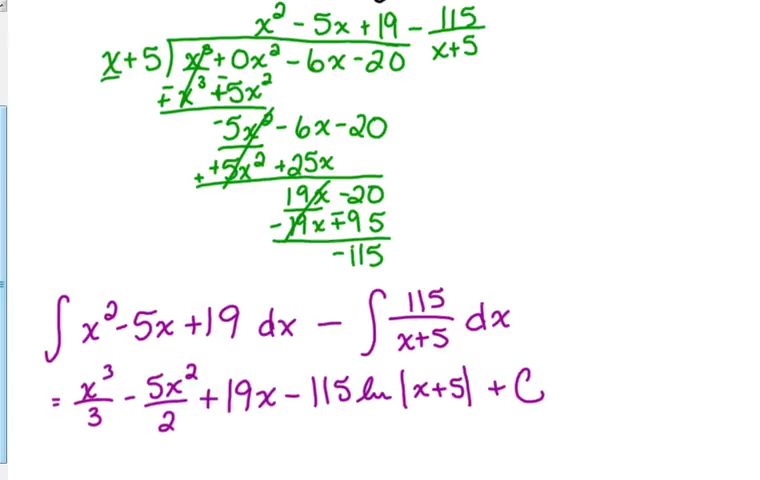 x² - 5x + 19 - 115/(x+5)
x + 5 ) x³ + 0x² - 6x - 20
- x³ + 5x²
-5x² - 6x - 20
+ +5x² + 25x
19x - 20
- 19x ∓ 95
-115
∫ x² - 5x + 19 dx - ∫ 115/(x+5) dx
= x³/3 - 5x²/2 + 19x - 115 ln |x+5| + C